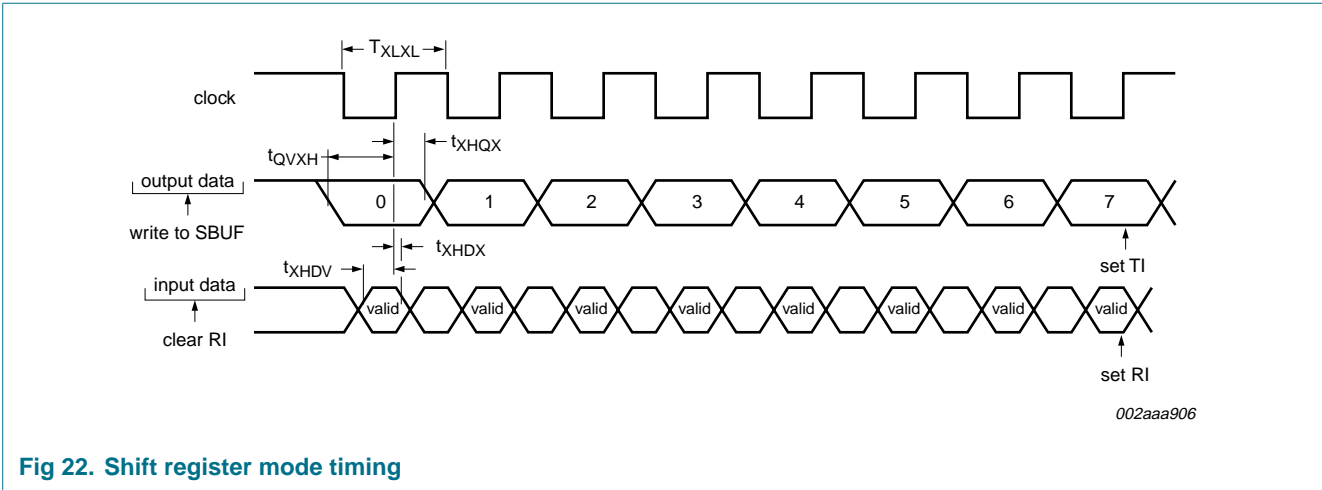 TXLXL
clock
tXHQX
tQVXH
output data
0 1 2 3 4 5 6 7
write to SBUF
tXHDX
set TI
tXHDV
input data
valid valid valid valid valid valid valid valid
clear RI
set RI
002aaa906
Fig 22. Shift register mode timing